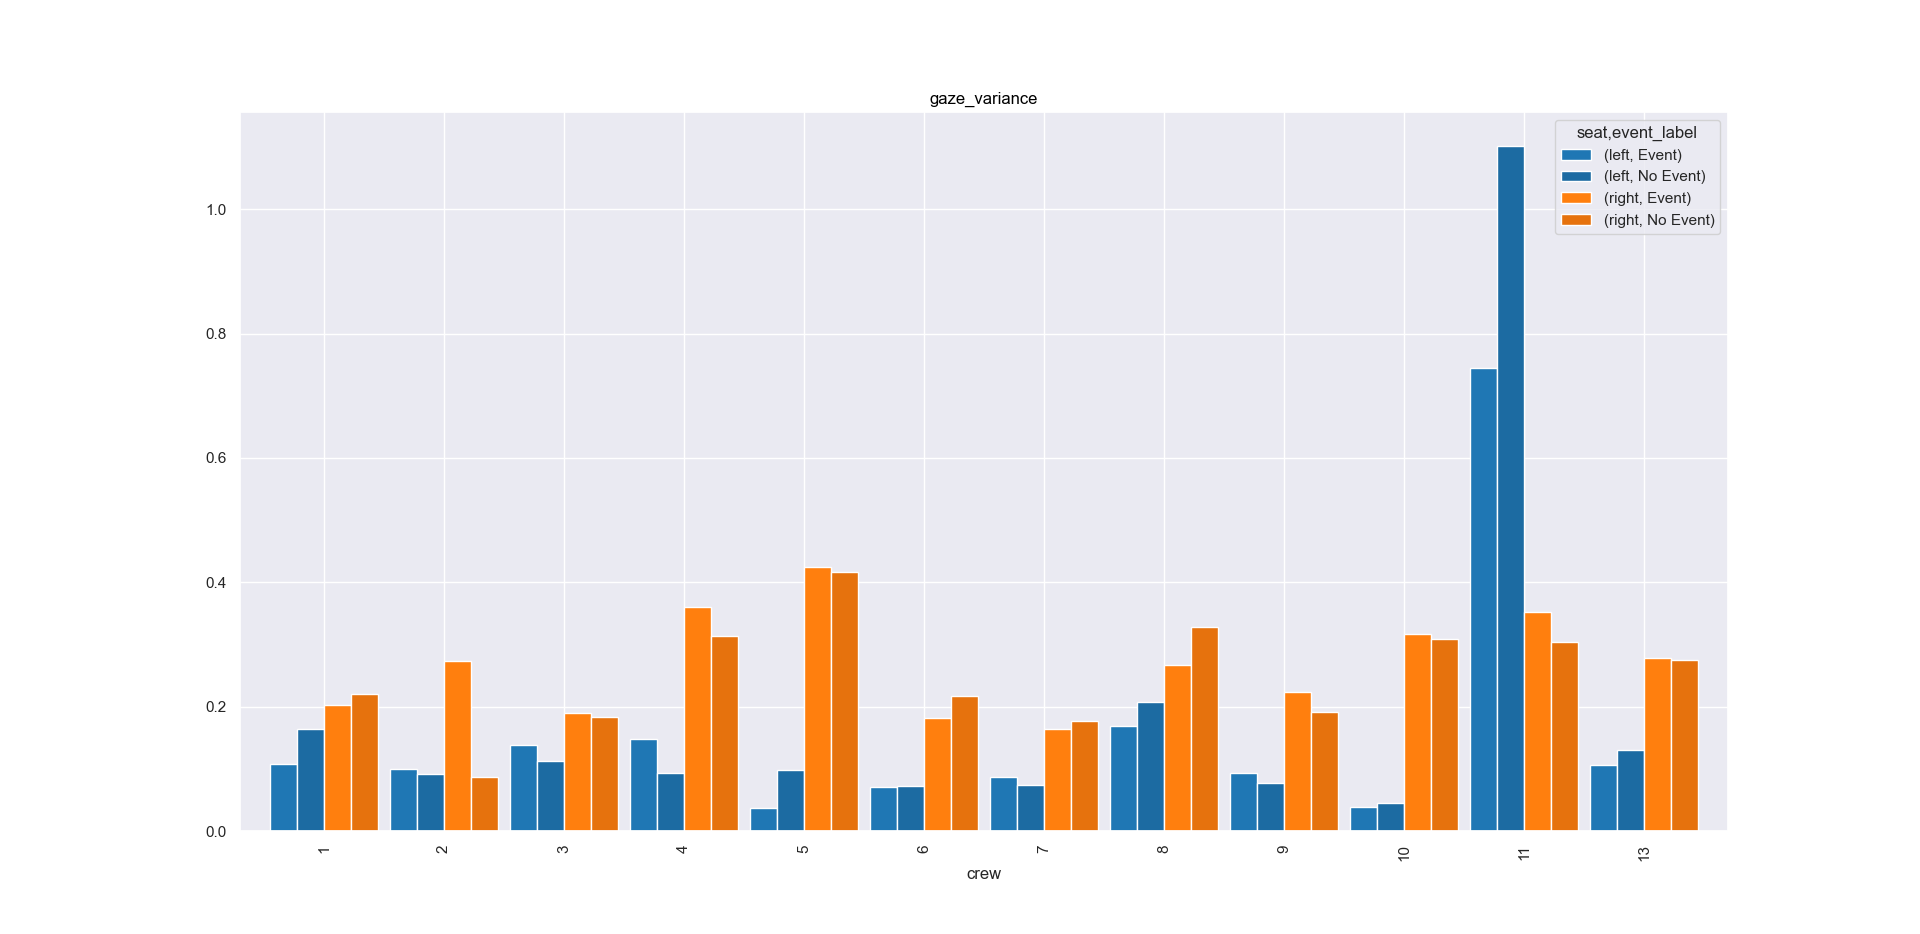 gaze_variance
seat,event_label
(left, Event)
(left, No Event)
(right, Event)
(right, No Event)
1.0
0.8
0.6
0.4
0.2
0.0
1 2 3 4 5 6 7 8 9 10 11 13
crew